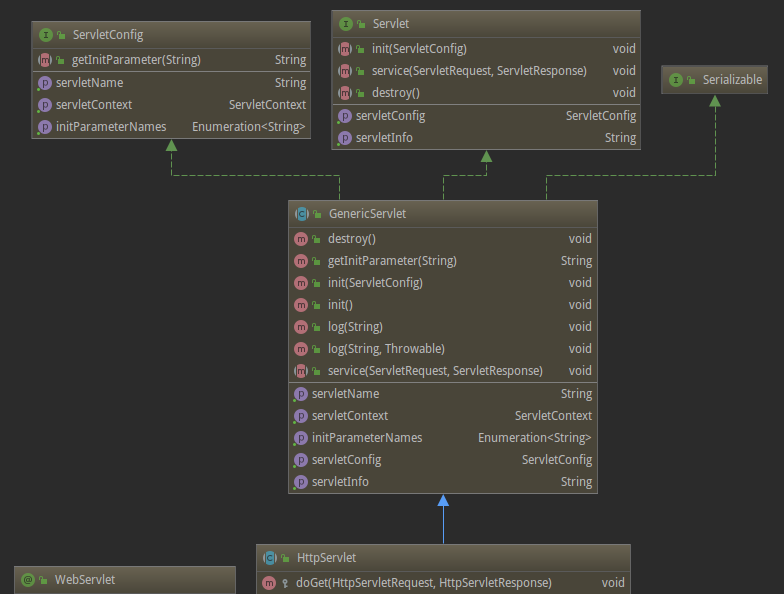 ServletConfig
getInitParameter(String) String
servletName String
servletContext ServletContext
initParameterNames Enumeration<String>
Servlet
init(ServletConfig) void
service(ServletRequest, ServletResponse) void
destroy() void
servletConfig ServletConfig
servletInfo String
Serializable
GenericServlet
destroy() void
getInitParameter(String) String
init(ServletConfig) void
init() void
log(String) void
log(String, Throwable) void
service(ServletRequest, ServletResponse) void
servletName String
servletContext ServletContext
initParameterNames Enumeration<String>
servletConfig ServletConfig
servletInfo String
HttpServlet
doGet(HttpServletRequest, HttpServletResponse) void
WebServlet